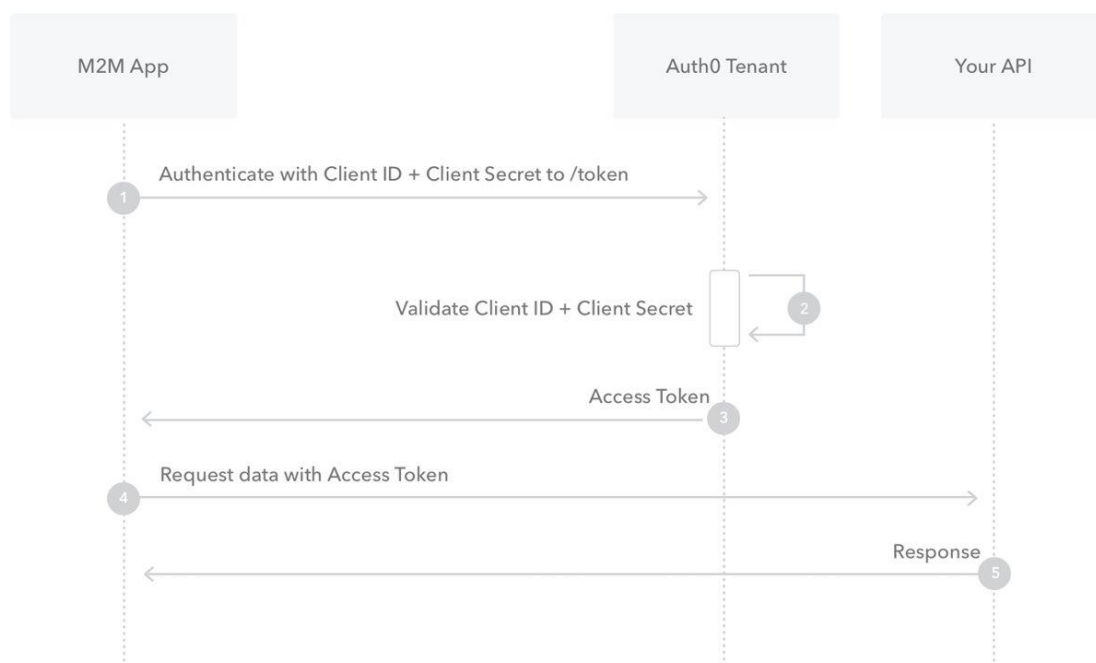 M2M App
Auth0 Tenant
Your API
Authenticate with Client ID + Client Secret to /token
1
Validate Client ID + Client Secret
2
Access Token
3
Request data with Access Token
4
Response
5